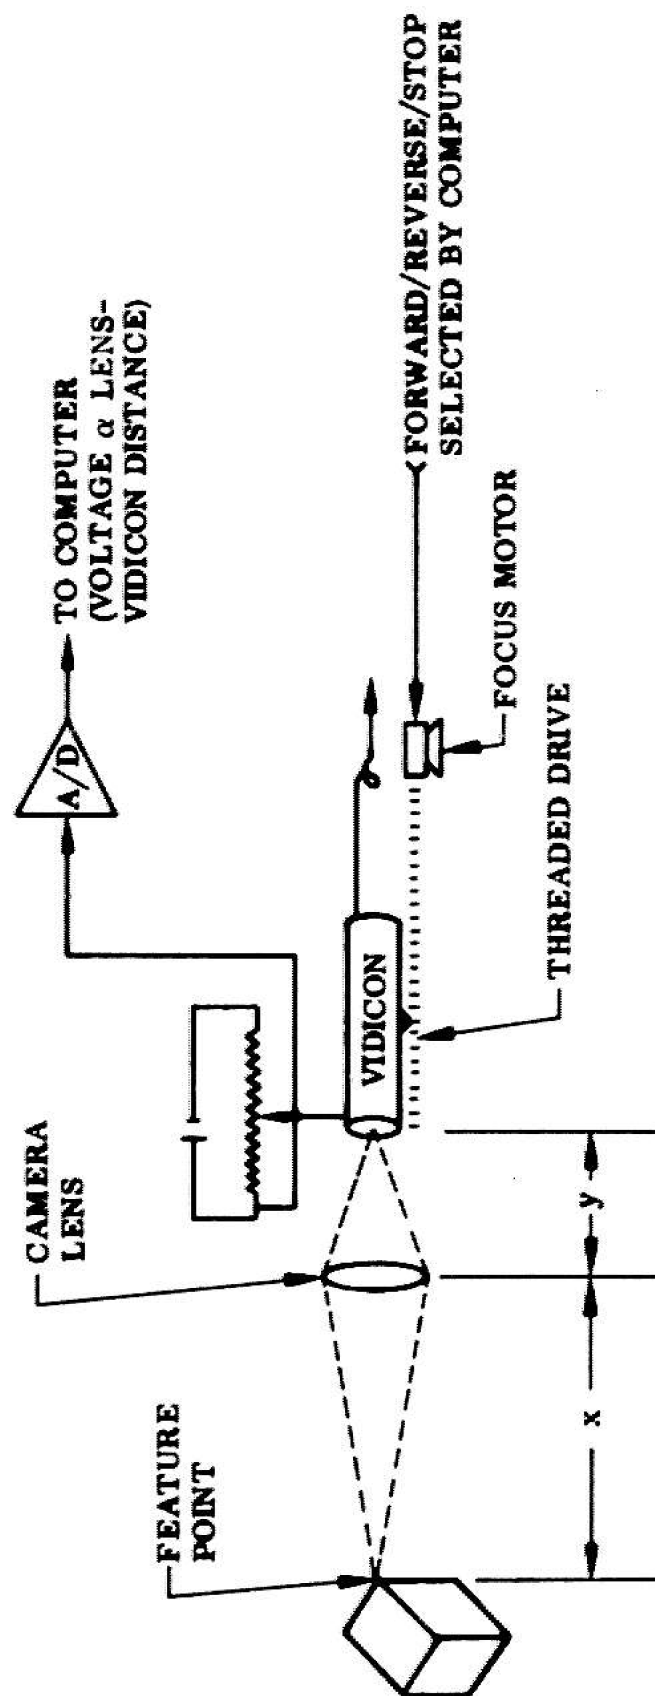 FEATURE
POINT
CAMERA
LENS
A/D
TO COMPUTER
(VOLTAGE α LENS-
VIDICON DISTANCE)
VIDICON
FORWARD/REVERSE/STOP
SELECTED BY COMPUTER
FOCUS MOTOR
THREADED DRIVE
x
y